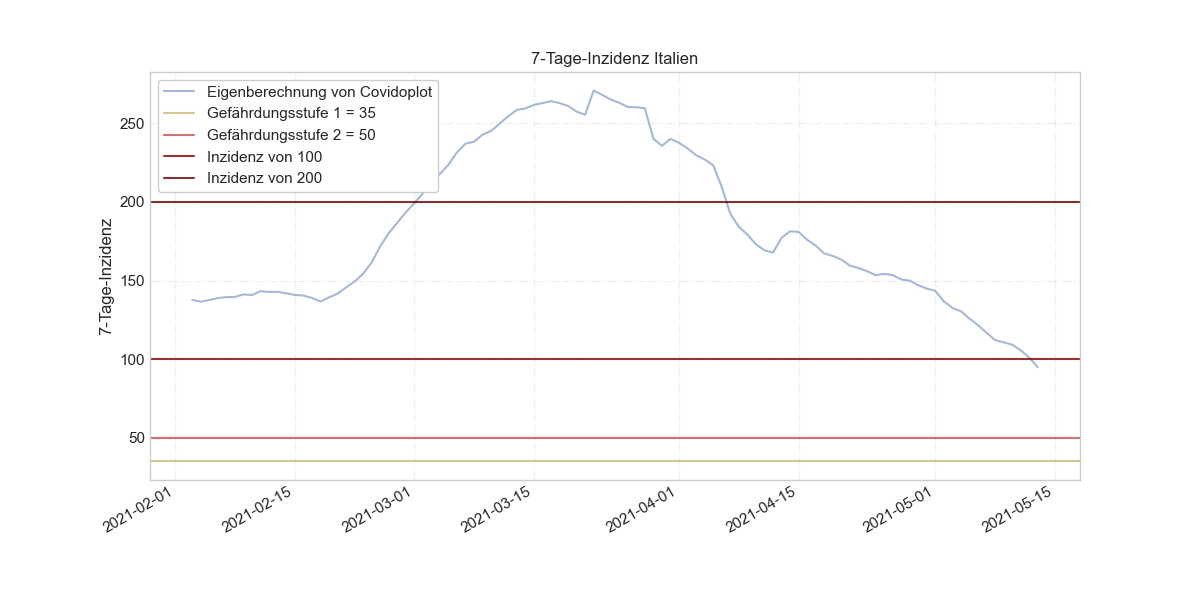 7-Tage-Inzidenz Italien
Eigenberechnung von Covidoplot
Gefährdungsstufe 1 = 35
Gefährdungsstufe 2 = 50
Inzidenz von 100
Inzidenz von 200
7-Tage-Inzidenz
250
200
150
100
50
2021-02-01
2021-02-15
2021-03-01
2021-03-15
2021-04-01
2021-04-15
2021-05-01
2021-05-15